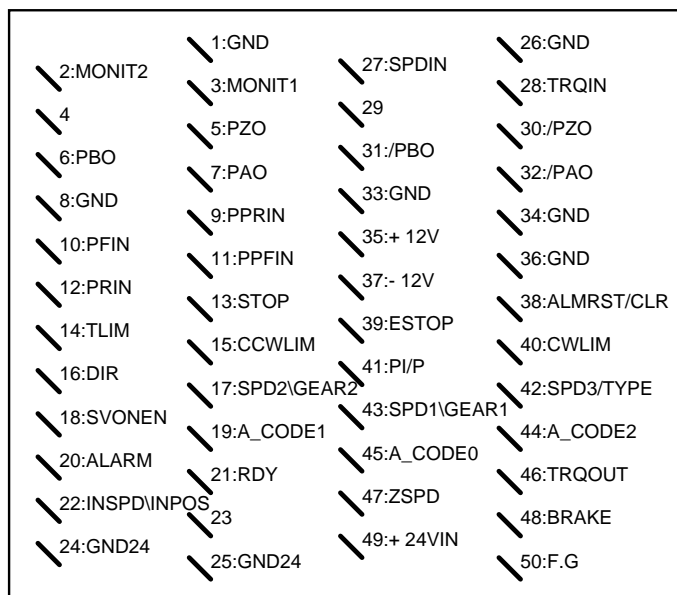 1:GND
26:GND
2:MONIT2
27:SPDIN
3:MONIT1
28:TRQIN
4
29
5:PZO
30:/PZO
6:PBO
31:/PBO
7:PAO
32:/PAO
8:GND
33:GND
9:PPRIN
34:GND
10:PFIN
35:+ 12V
11:PPFIN
36:GND
12:PRIN
37:- 12V
13:STOP
38:ALMRST/CLR
14:TLIM
39:ESTOP
15:CCWLIM
40:CWLIM
16:DIR
41:PI/P
17:SPD2\GEAR2
42:SPD3/TYPE
18:SVONEN
43:SPD1\GEAR1
19:A_CODE1
44:A_CODE2
20:ALARM
45:A_CODE0
21:RDY
46:TRQOUT
22:INSPD\INPOS
47:ZSPD
23
48:BRAKE
24:GND24
49:+ 24VIN
25:GND24
50:F.G